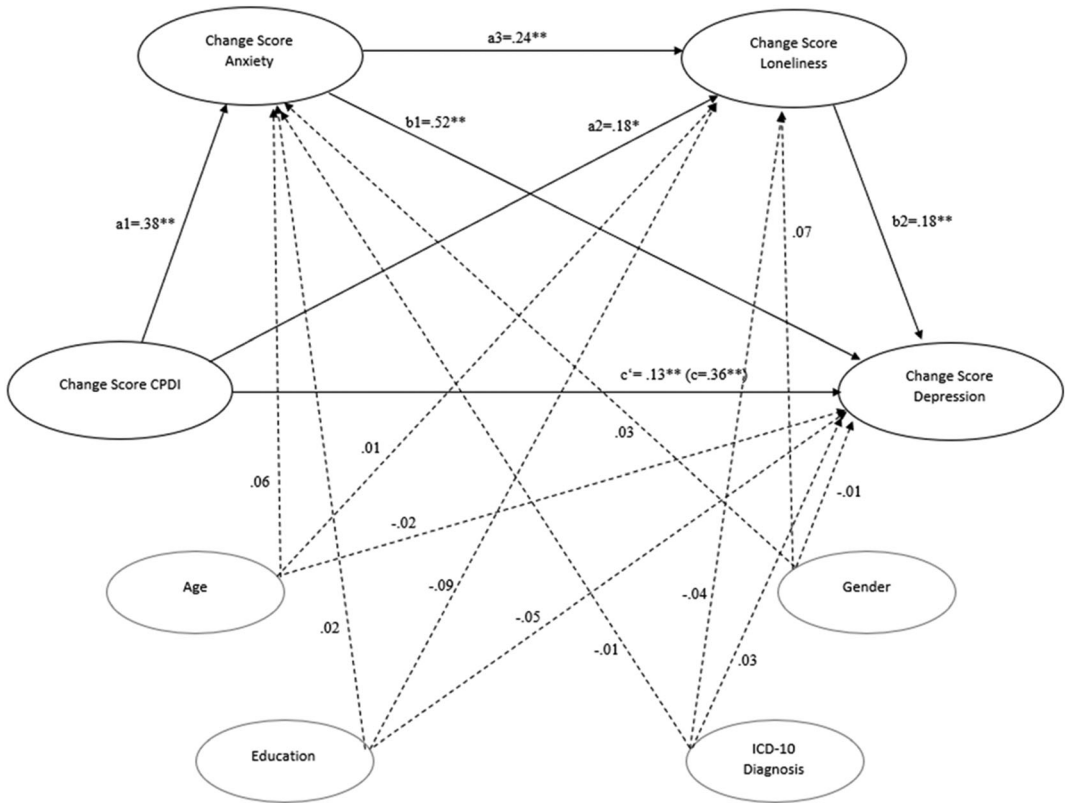 Change Score
Anxiety
a3=.24**
Change Score
Loneliness
b1=.52**
a2=.18*
a1=.38**
.07
b2=.18**
Change Score CPDI
c‘= .13** (c=.36**)
Change Score
Depression
.01
.03
.06
-.01
-.02
Age
-.09
-.04
Gender
.02
-.05
-.01
.03
Education
ICD-10
Diagnosis